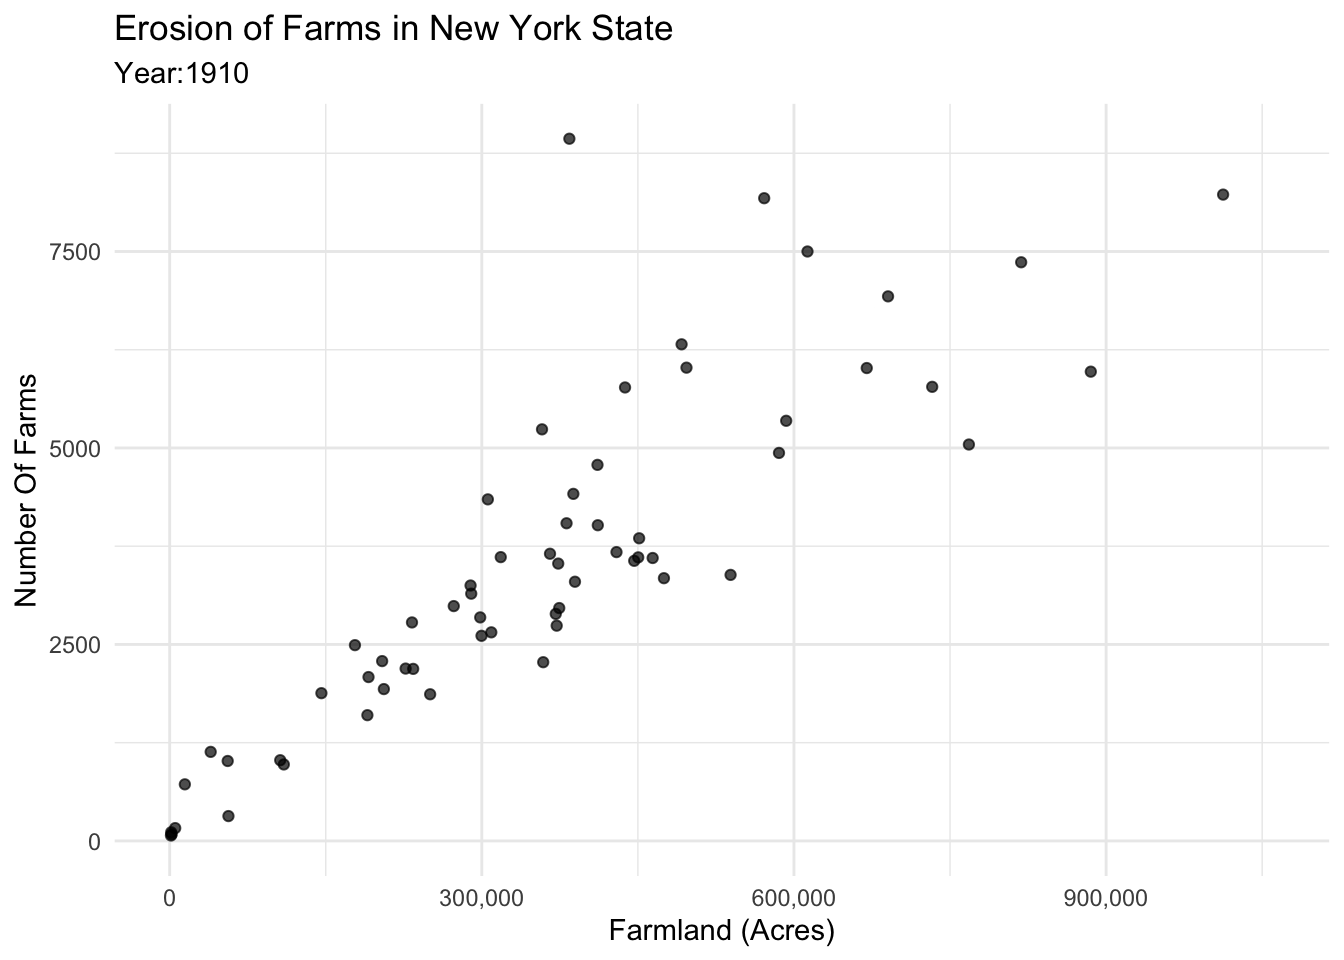 Erosion of Farms in New York State
Year:1910
Number Of Farms
7500
5000
2500
0
0
300,000
600,000
900,000
Farmland (Acres)